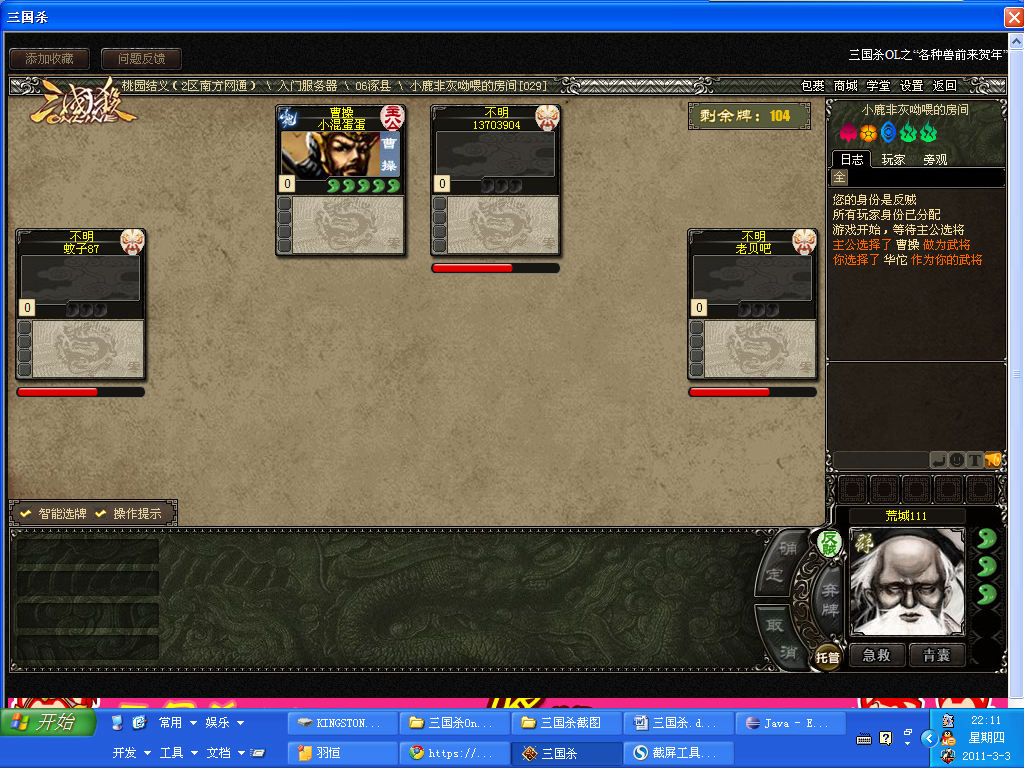 三国杀
添加收藏
问题反馈
三国杀OL之“各种兽前来贺年”
三国杀
桃园结义（2区南方网通） \ 入门服务器 \ 06涿县 \ 小鹿非灰呦喂的房间[029]
包裹 商城 学堂 设置 返回
曹操
小混蛋蛋
主公
曹操
0
不明
13703904
0
剩余牌：104
小鹿非灰呦喂的房间
日志 玩家 旁观
全
您的身份是反贼
所有玩家身份已分配
游戏开始，等待主公选将
主公选择了 曹操 做为武将
你选择了 华佗 作为你的武将
不明
蚊子87
0
不明
老贝吧
0
智能选牌 操作提示
荒城111
反贼
确定
弃牌
取消
托管
急救
青囊
开始
常用
娱乐
KINGSTON...
三国杀On...
三国杀截图
三国杀.d...
Java - E...
22:11
星期四
2011-3-3
开发
工具
文档
羽恒
https://...
三国杀
截屏工具...